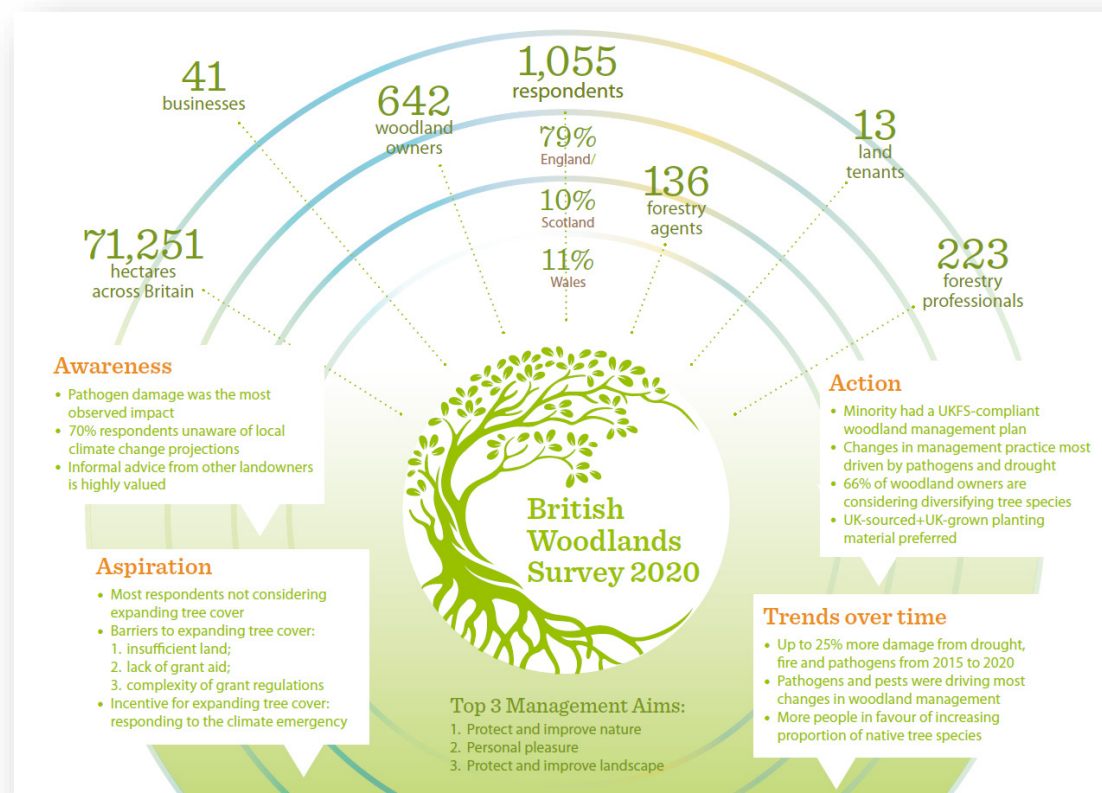 41
businesses
642
woodland
owners
1,055
respondents
79%
England/
10%
Scotland
11%
Wales
136
forestry
agents
13
land
tenants
71,251
hectares
across Britain
223
forestry
professionals
Awareness
• Pathogen damage was the most
observed impact
• 70% respondents unaware of local
climate change projections
• Informal advice from other landowners
is highly valued
Action
• Minority had a UKFS-compliant
woodland management plan
• Changes in management practice most
driven by pathogens and drought
• 66% of woodland owners are
considering diversifying tree species
• UK-sourced+UK-grown planting
material preferred
British
Woodlands
Survey 2020
Aspiration
• Most respondents not considering
expanding tree cover
• Barriers to expanding tree cover:
1. insufficient land;
2. lack of grant aid;
3. complexity of grant regulations
• Incentive for expanding tree cover:
responding to the climate emergency
Trends over time
• Up to 25% more damage from drought,
fire and pathogens from 2015 to 2020
• Pathogens and pests were driving most
changes in woodland management
• More people in favour of increasing
proportion of native tree species
Top 3 Management Aims:
1. Protect and improve nature
2. Personal pleasure
3. Protect and improve landscape